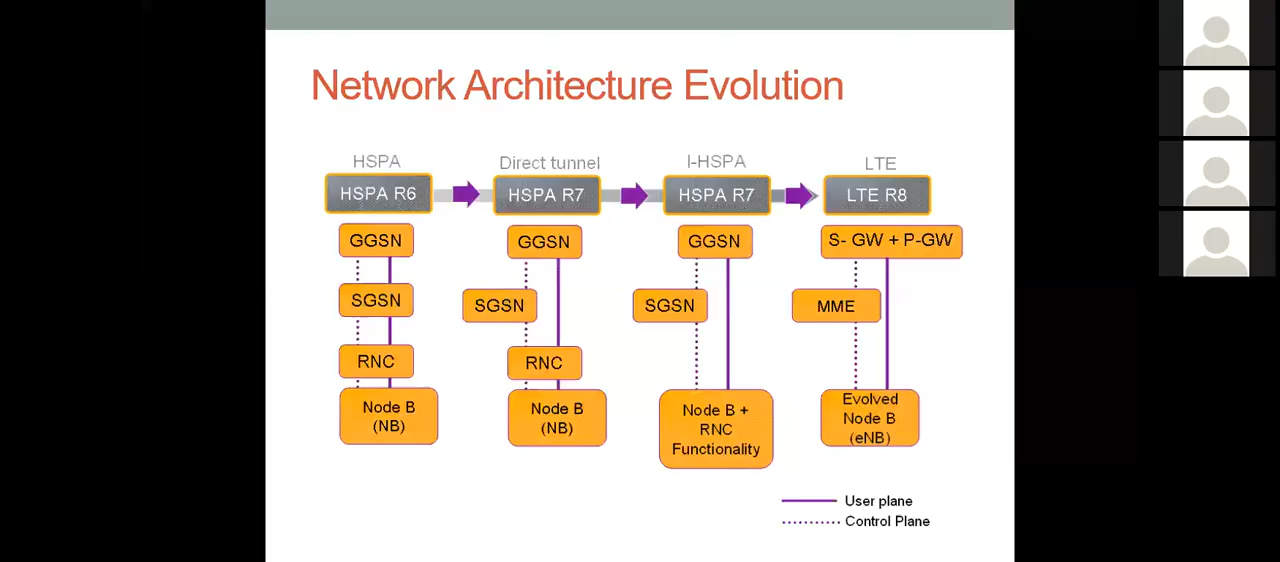 Network Architecture Evolution
HSPA
Direct tunnel
I-HSPA
LTE
HSPA R6
HSPA R7
HSPA R7
LTE R8
GGSN
GGSN
GGSN
S- GW + P-GW
SGSN
SGSN
SGSN
MME
RNC
RNC
Node B
(NB)
Node B
(NB)
Node B +
RNC
Functionality
Evolved
Node B
(eNB)
User plane
Control Plane